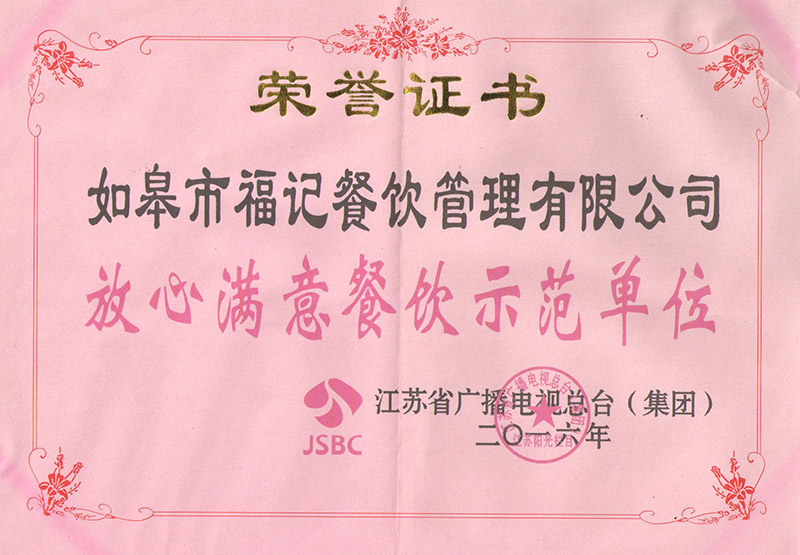 荣誉证书
如皋市福记餐饮管理有限公司
放心满意餐饮示范单位
JSBC
江苏省广播电视总台（集团）
二〇一六年